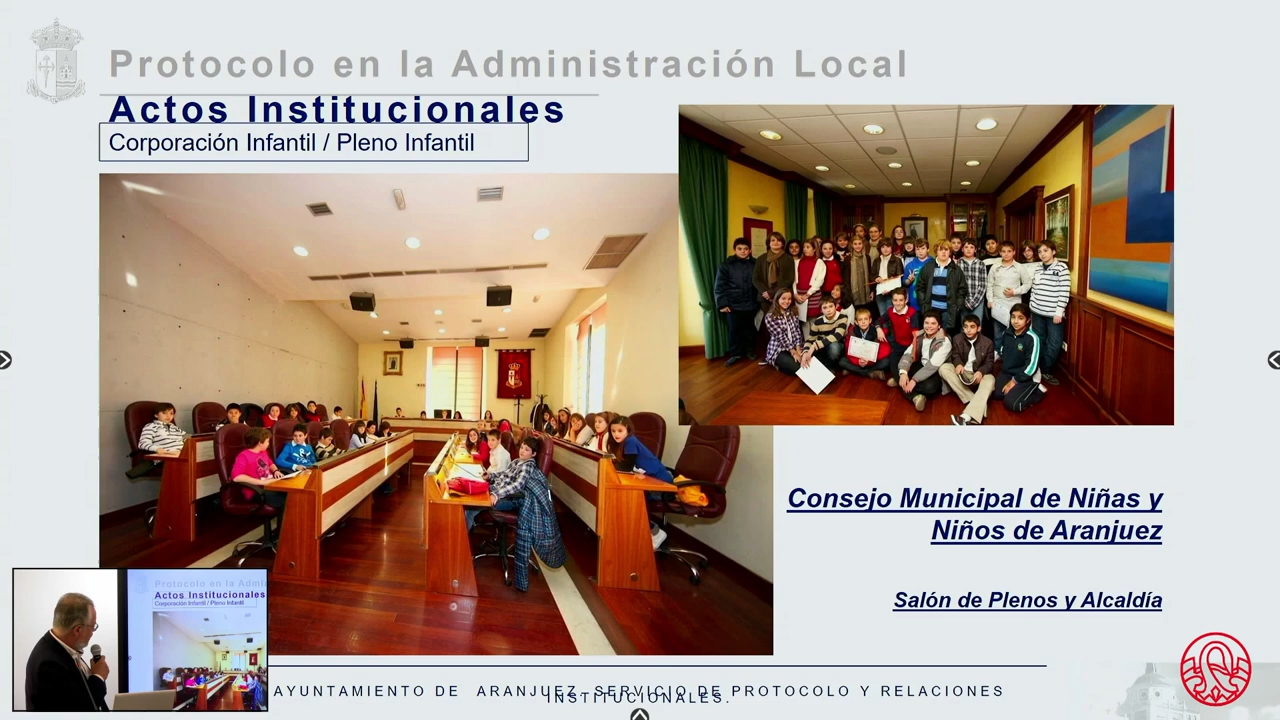 Protocolo en la Administración Local
Actos Institucionales
Corporación Infantil / Pleno Infantil
Consejo Municipal de Niñas y
Niños de Aranjuez
Salón de Plenos y Alcaldía
Protocolo en la Admi
Actos Institucionales
Corporación Infantil / Pleno Infantil
AYUNTAMIENTO DE ARANJUEZ. SERVICIO DE PROTOCOLO Y RELACIONES
INSTITUCIONALES.